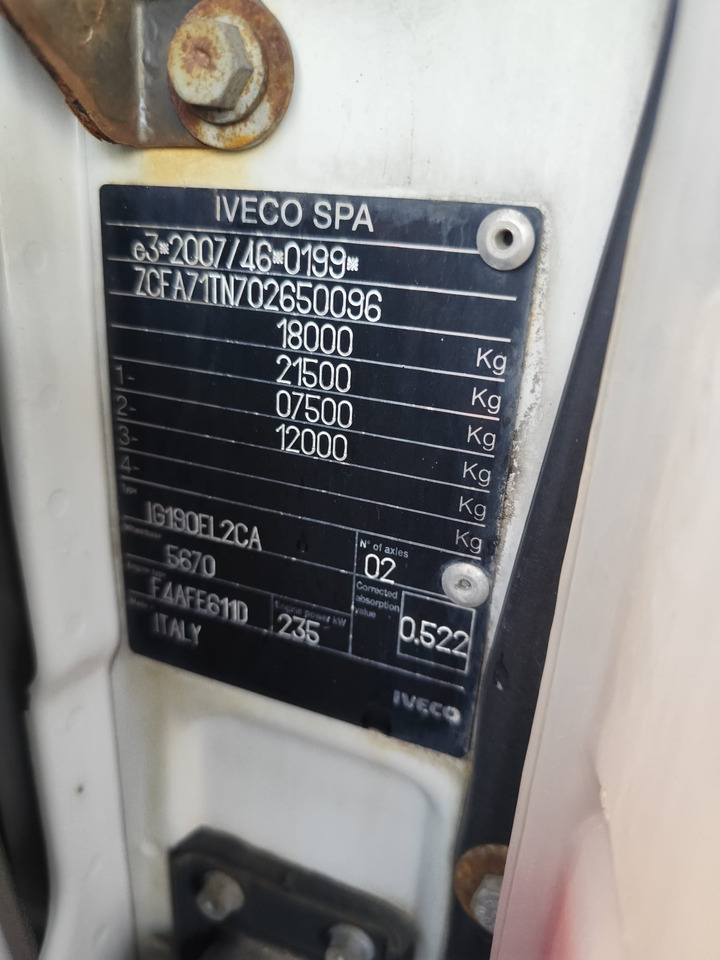 IVECO SPA
e3*2007/46*0199*
ZCFA71TN702650096
18000 Kg
1- 21500 Kg
2- 07500 Kg
3- 12000 Kg
4- Kg
Kg
Type
IG190EL2CA
N° of axles
5670
02
F4AFE611D
Engine power kW
235
Corrected
absorption
value
0.522
ITALY
IVECO